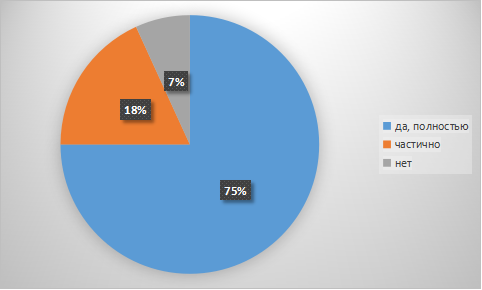 7%
18%
75%
да, полностью
частично
нет